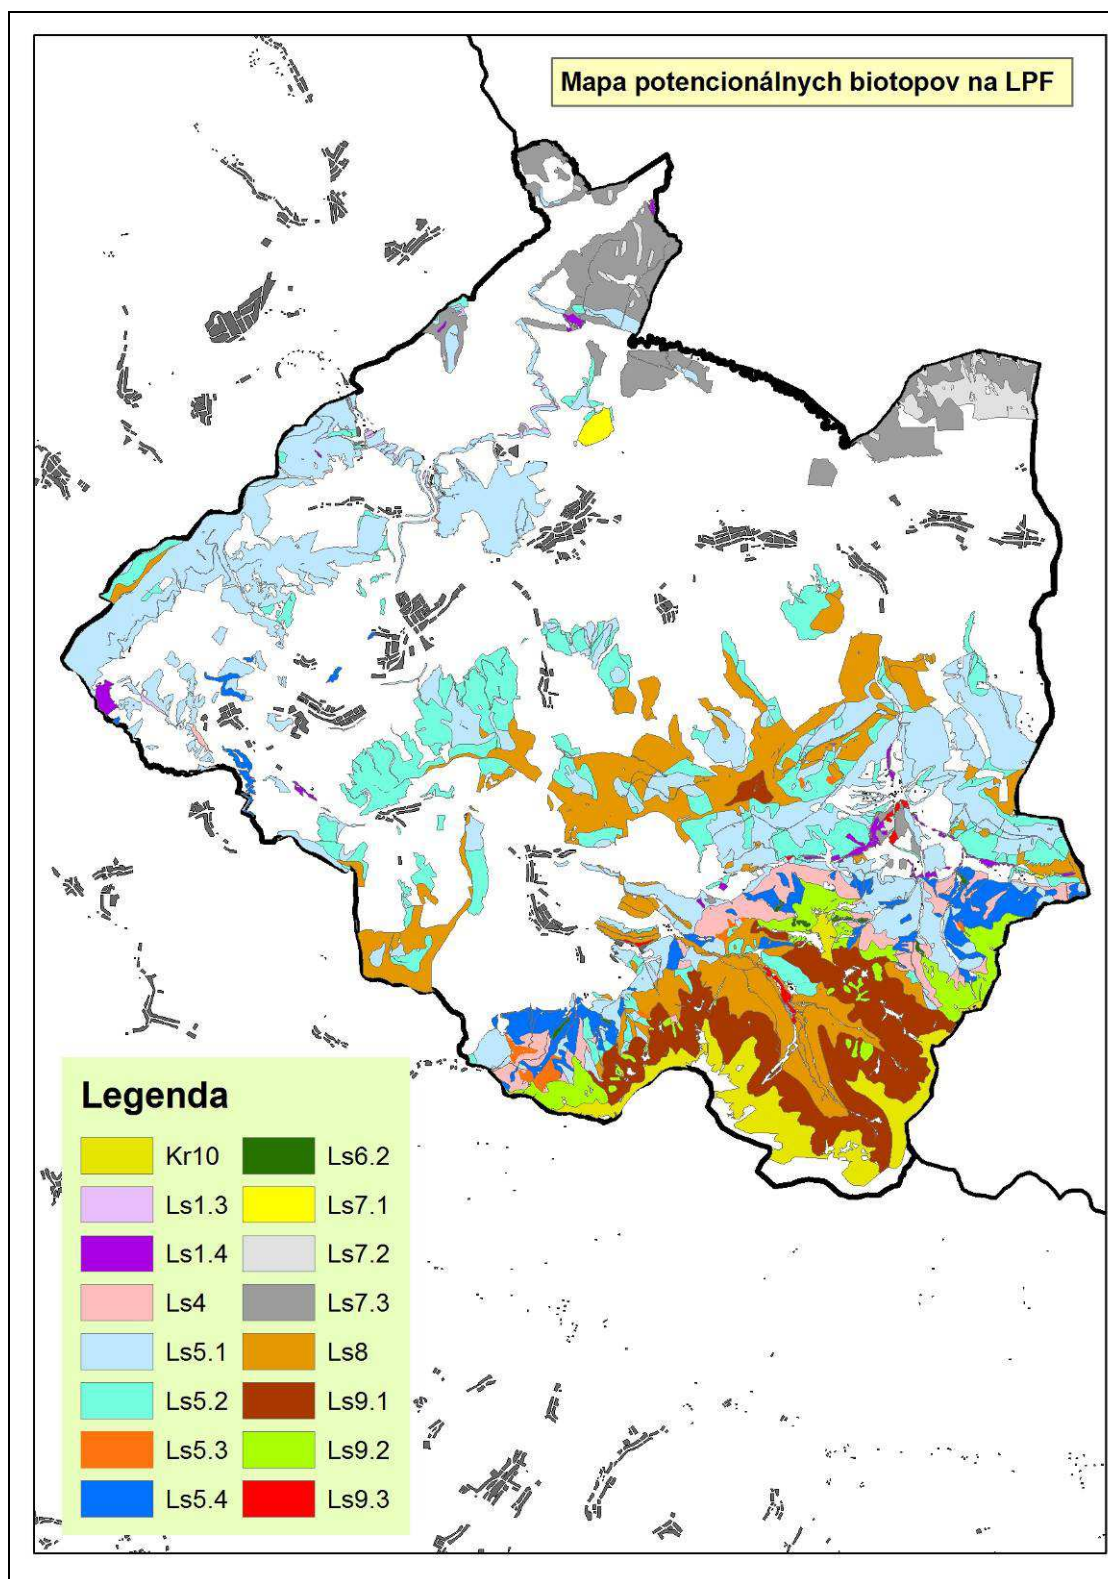 Mapa potencionálnych biotopov na LPF
Legenda
Kr10
Ls1.3
Ls1.4
Ls4
Ls5.1
Ls5.2
Ls5.3
Ls5.4
Ls6.2
Ls7.1
Ls7.2
Ls7.3
Ls8
Ls9.1
Ls9.2
Ls9.3